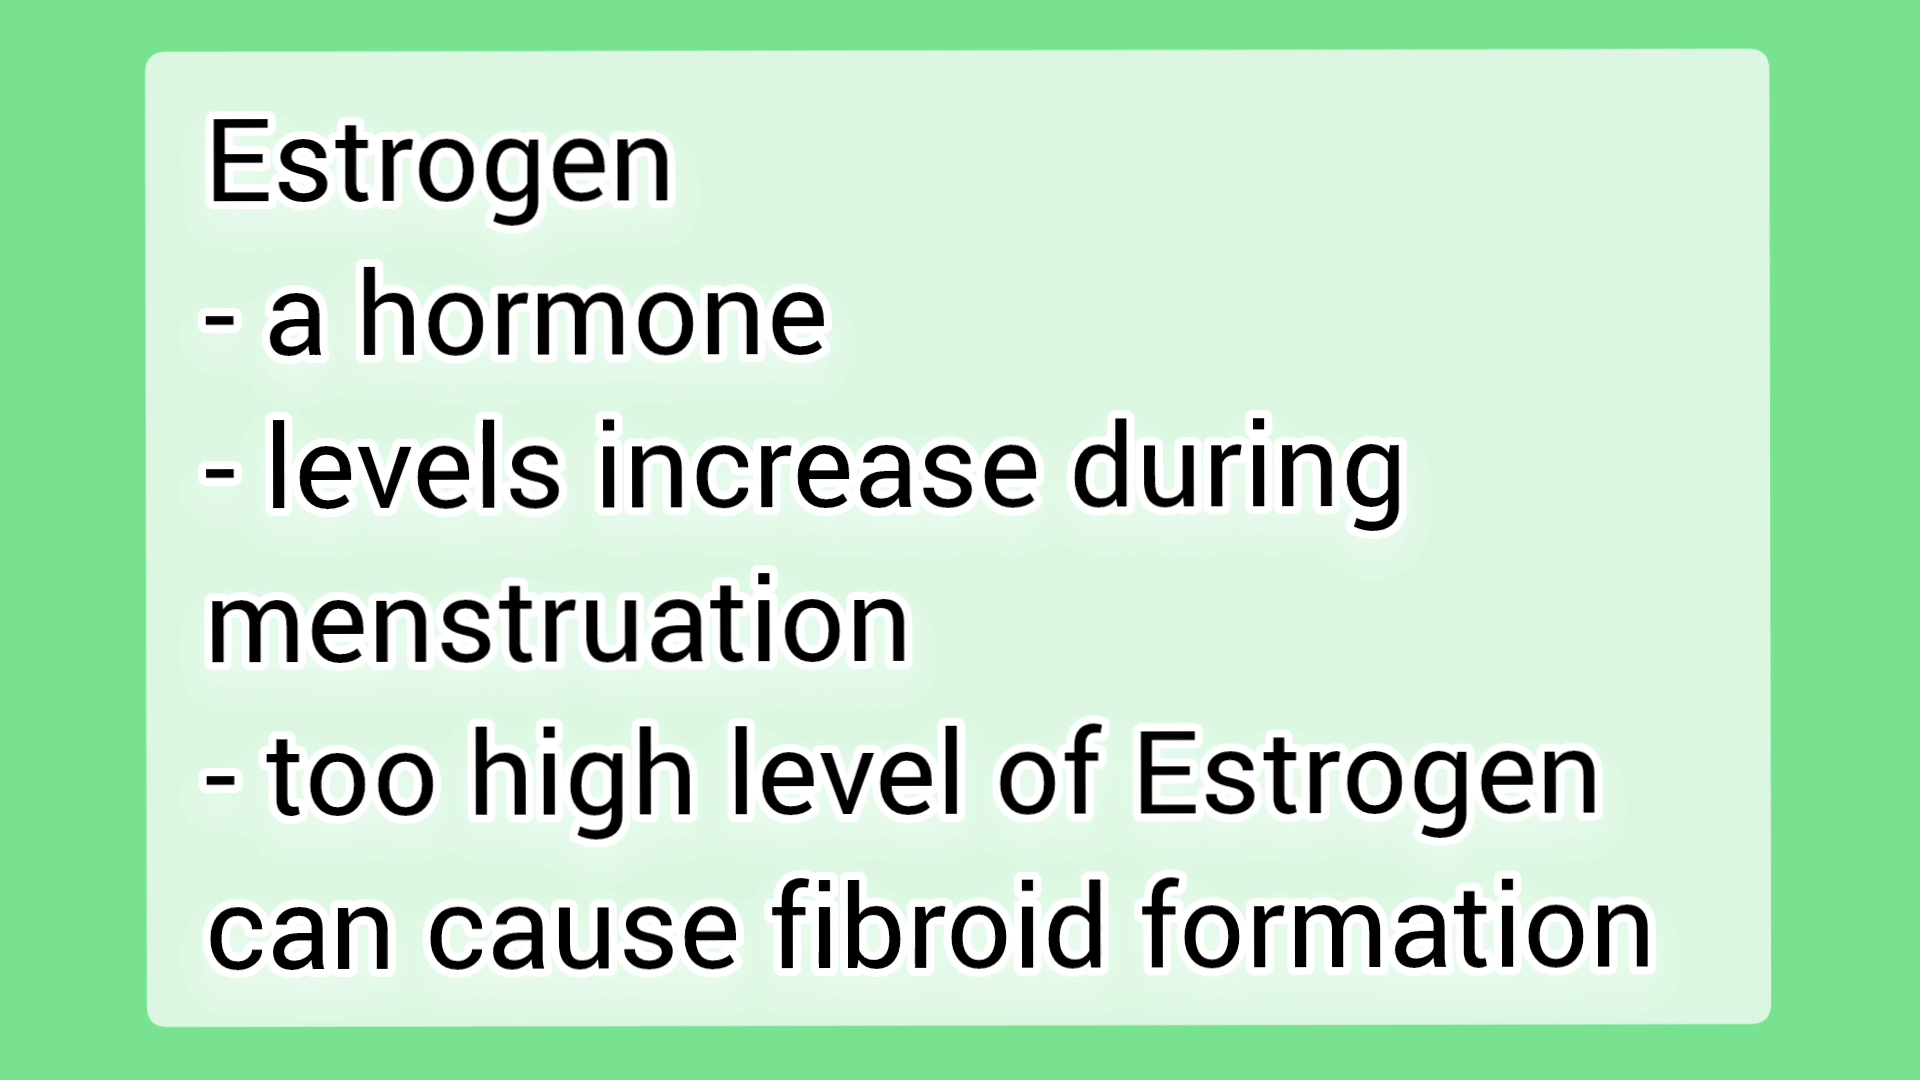 Estrogen
- a hormone
- levels increase during
menstruation
- too high level of Estrogen
can cause fibroid formation